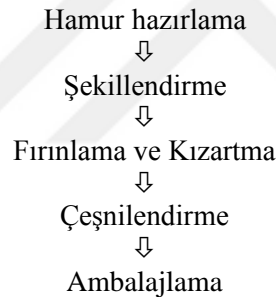 Hamur hazırlama
⇩
Şekillendirme
⇩
Fırınlama ve Kızartma
⇩
Çeşnilendirme
⇩
Ambalajlama